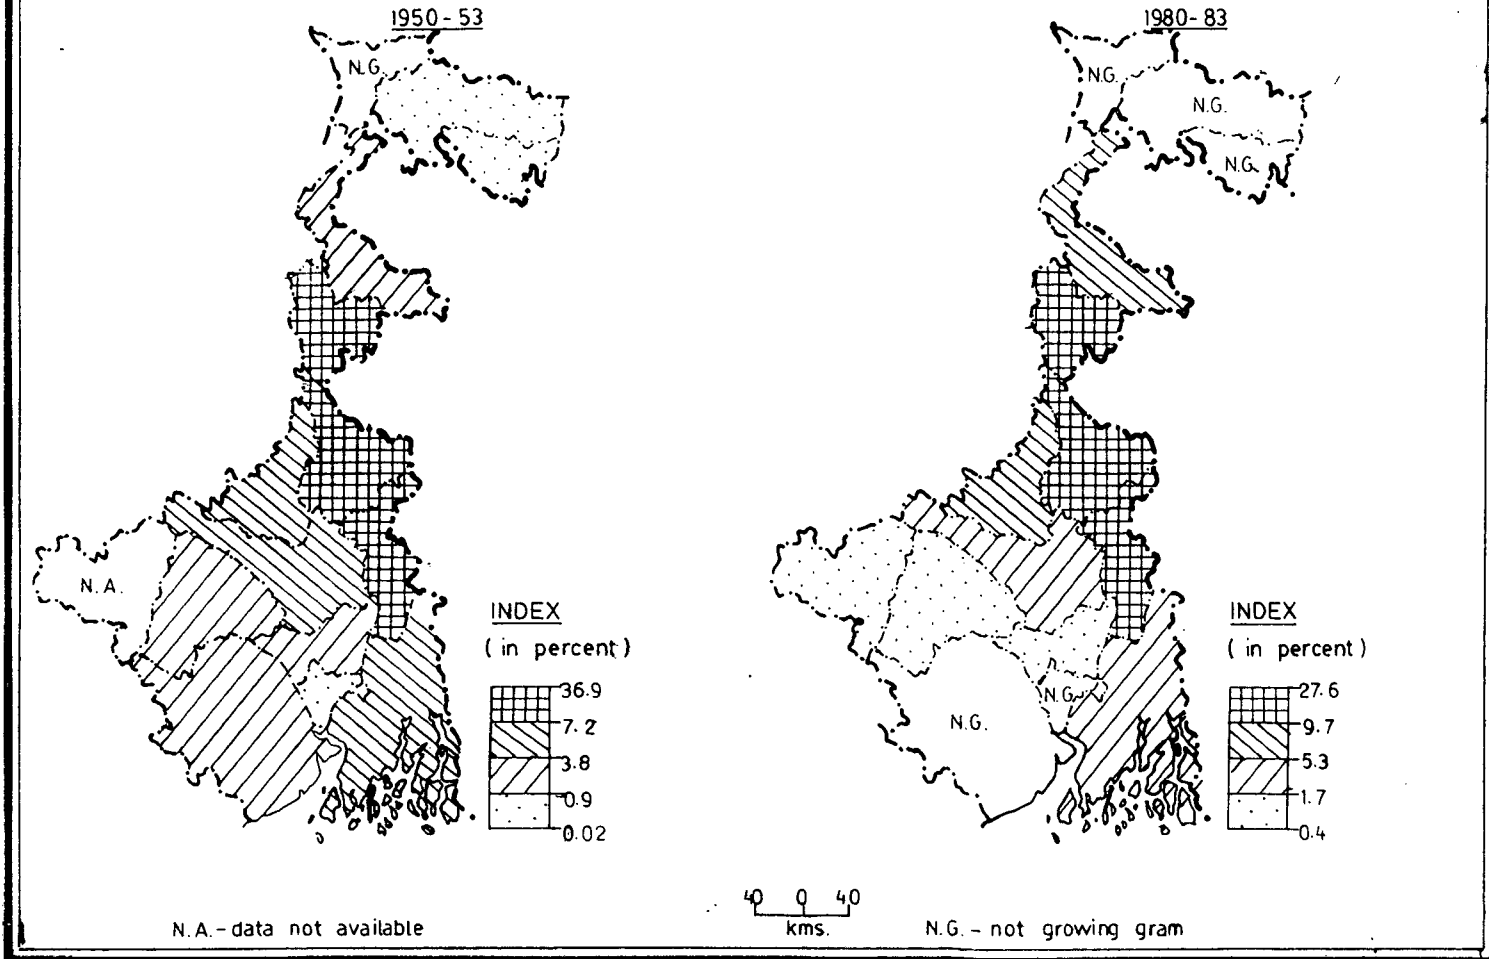 1950-53
1980-83
N.G.
N.G.
N.G.
N.G.
N.A.
N.G.
N.G.
INDEX
(in percent)
36.9
7.2
3.8
0.9
0.02
INDEX
(in percent)
27.6
9.7
5.3
1.7
0.4
40 0 40
kms.
N.A.-data not available
N.G.- not growing gram